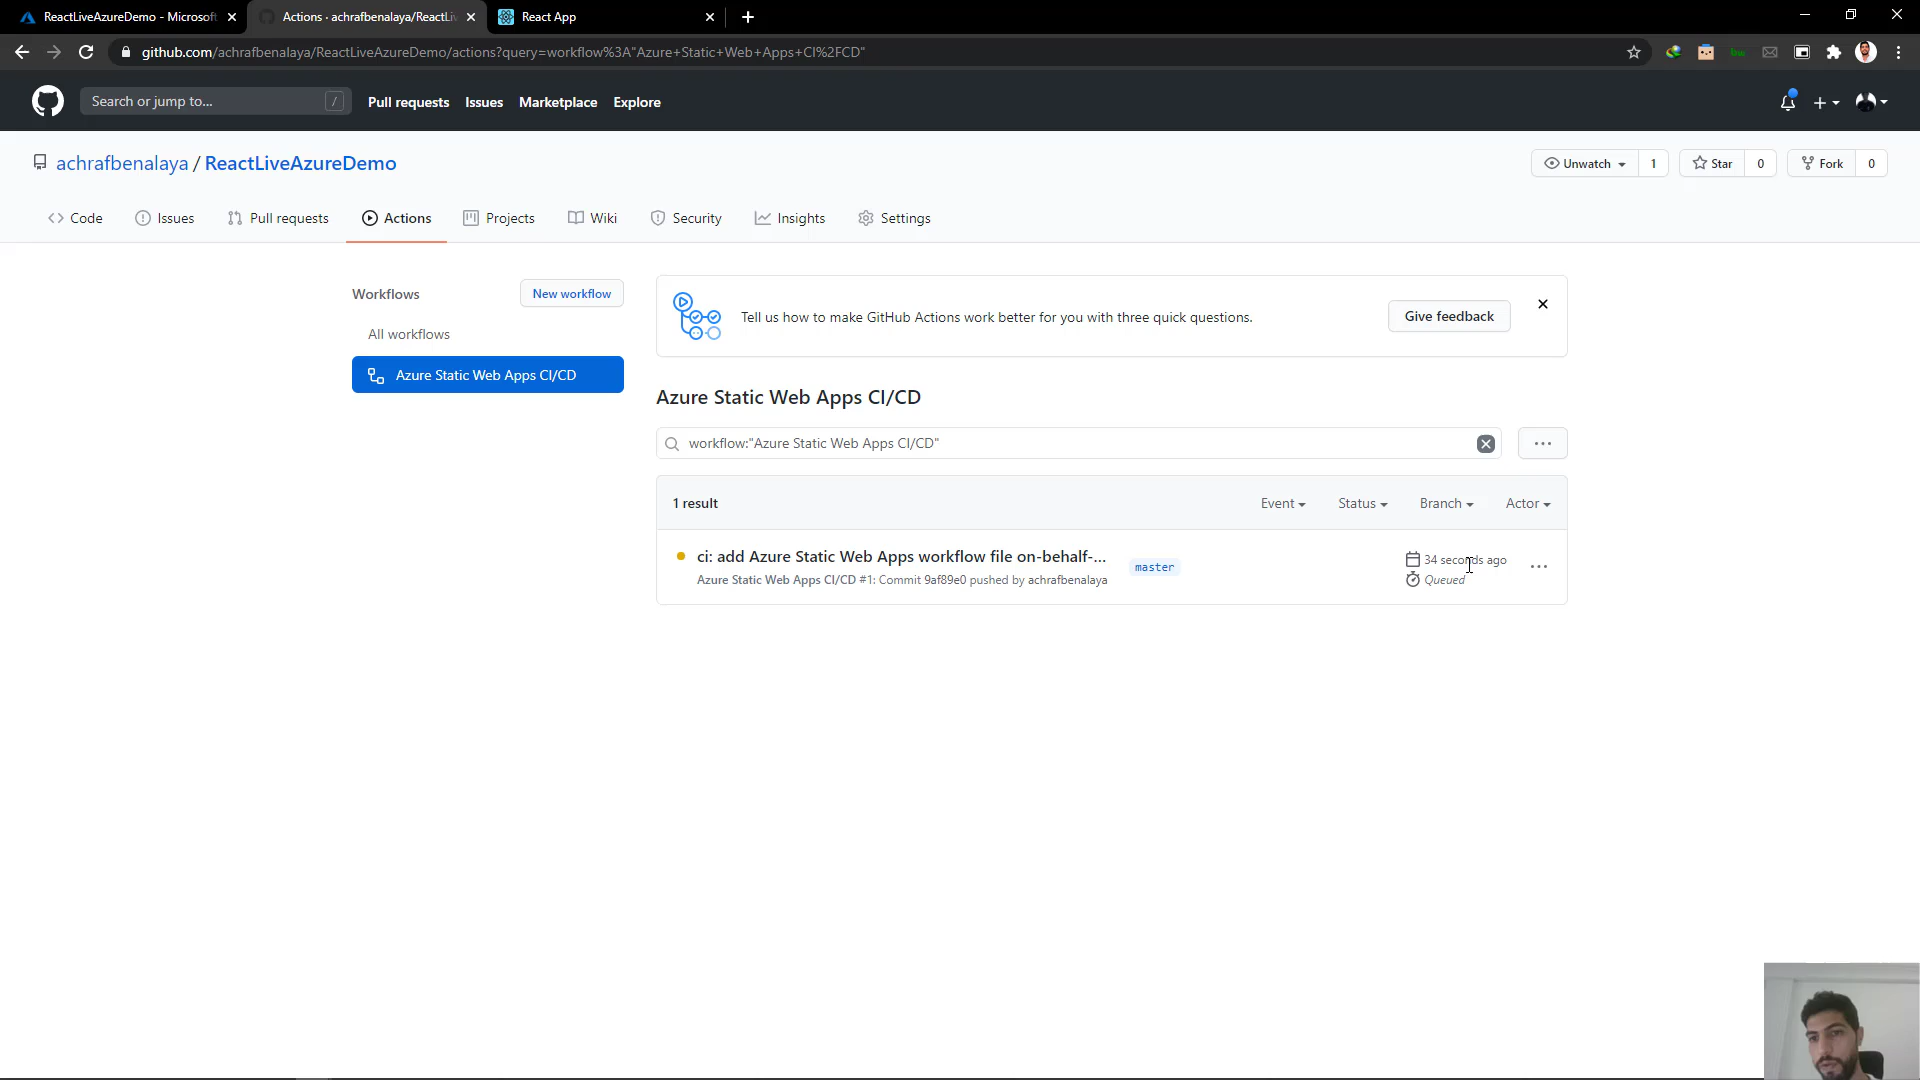 ReactLiveAzureDemo - Microsoft
Actions · achrafbenalaya/ReactLiv
React App
github.com/achrafbenalaya/ReactLiveAzureDemo/actions?query=workflow%3A"Azure+Static+Web+Apps+CI%2FCD"
Search or jump to...
/
Pull requests
Issues
Marketplace
Explore
achrafbenalaya / ReactLiveAzureDemo
Unwatch
1
Star
0
Fork
0
Code
Issues
Pull requests
Actions
Projects
Wiki
Security
Insights
Settings
Workflows
New workflow
All workflows
Azure Static Web Apps CI/CD
Tell us how to make GitHub Actions work better for you with three quick questions.
Give feedback
Azure Static Web Apps CI/CD
workflow:"Azure Static Web Apps CI/CD"
1 result
Event
Status
Branch
Actor
ci: add Azure Static Web Apps workflow file on-behalf-...
Azure Static Web Apps CI/CD #1: Commit 9af89e0 pushed by achrafbenalaya
master
34 seconds ago
Queued